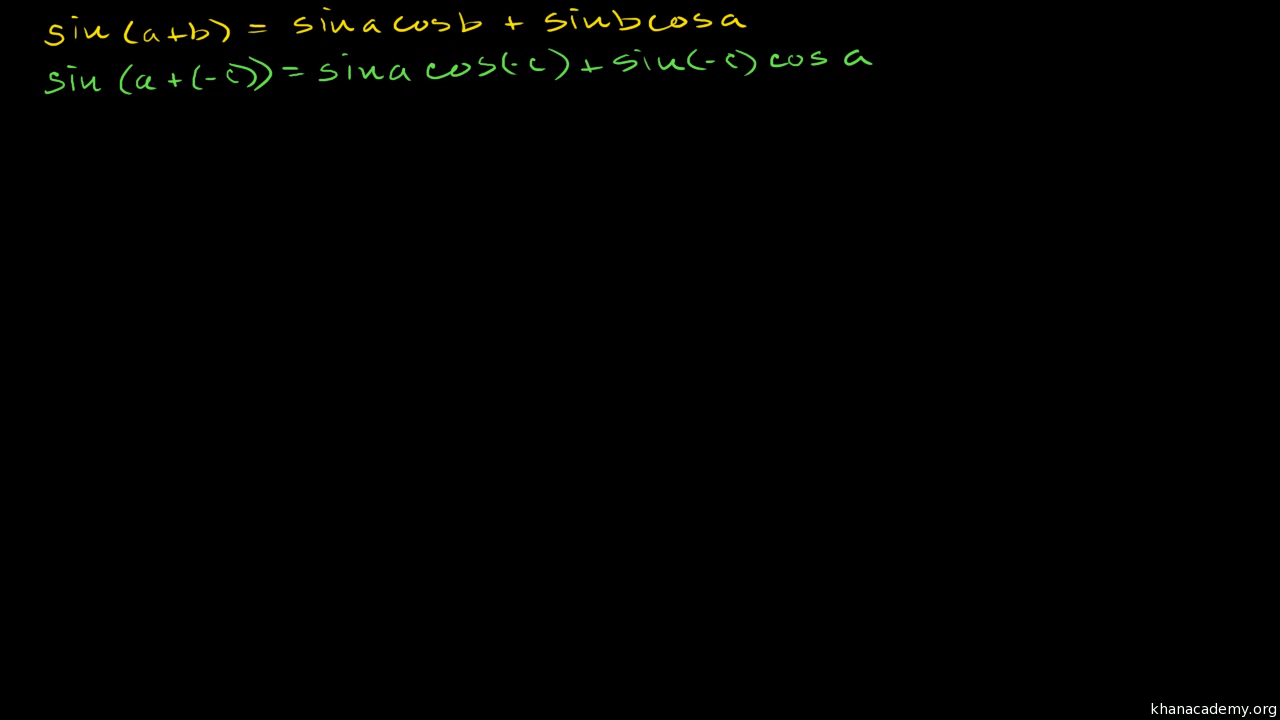 sin (a+b) = sin a cos b + sin b cos a
sin (a + (-c)) = sin a cos(-c) + sin(-c) cos a
khanacademy.org